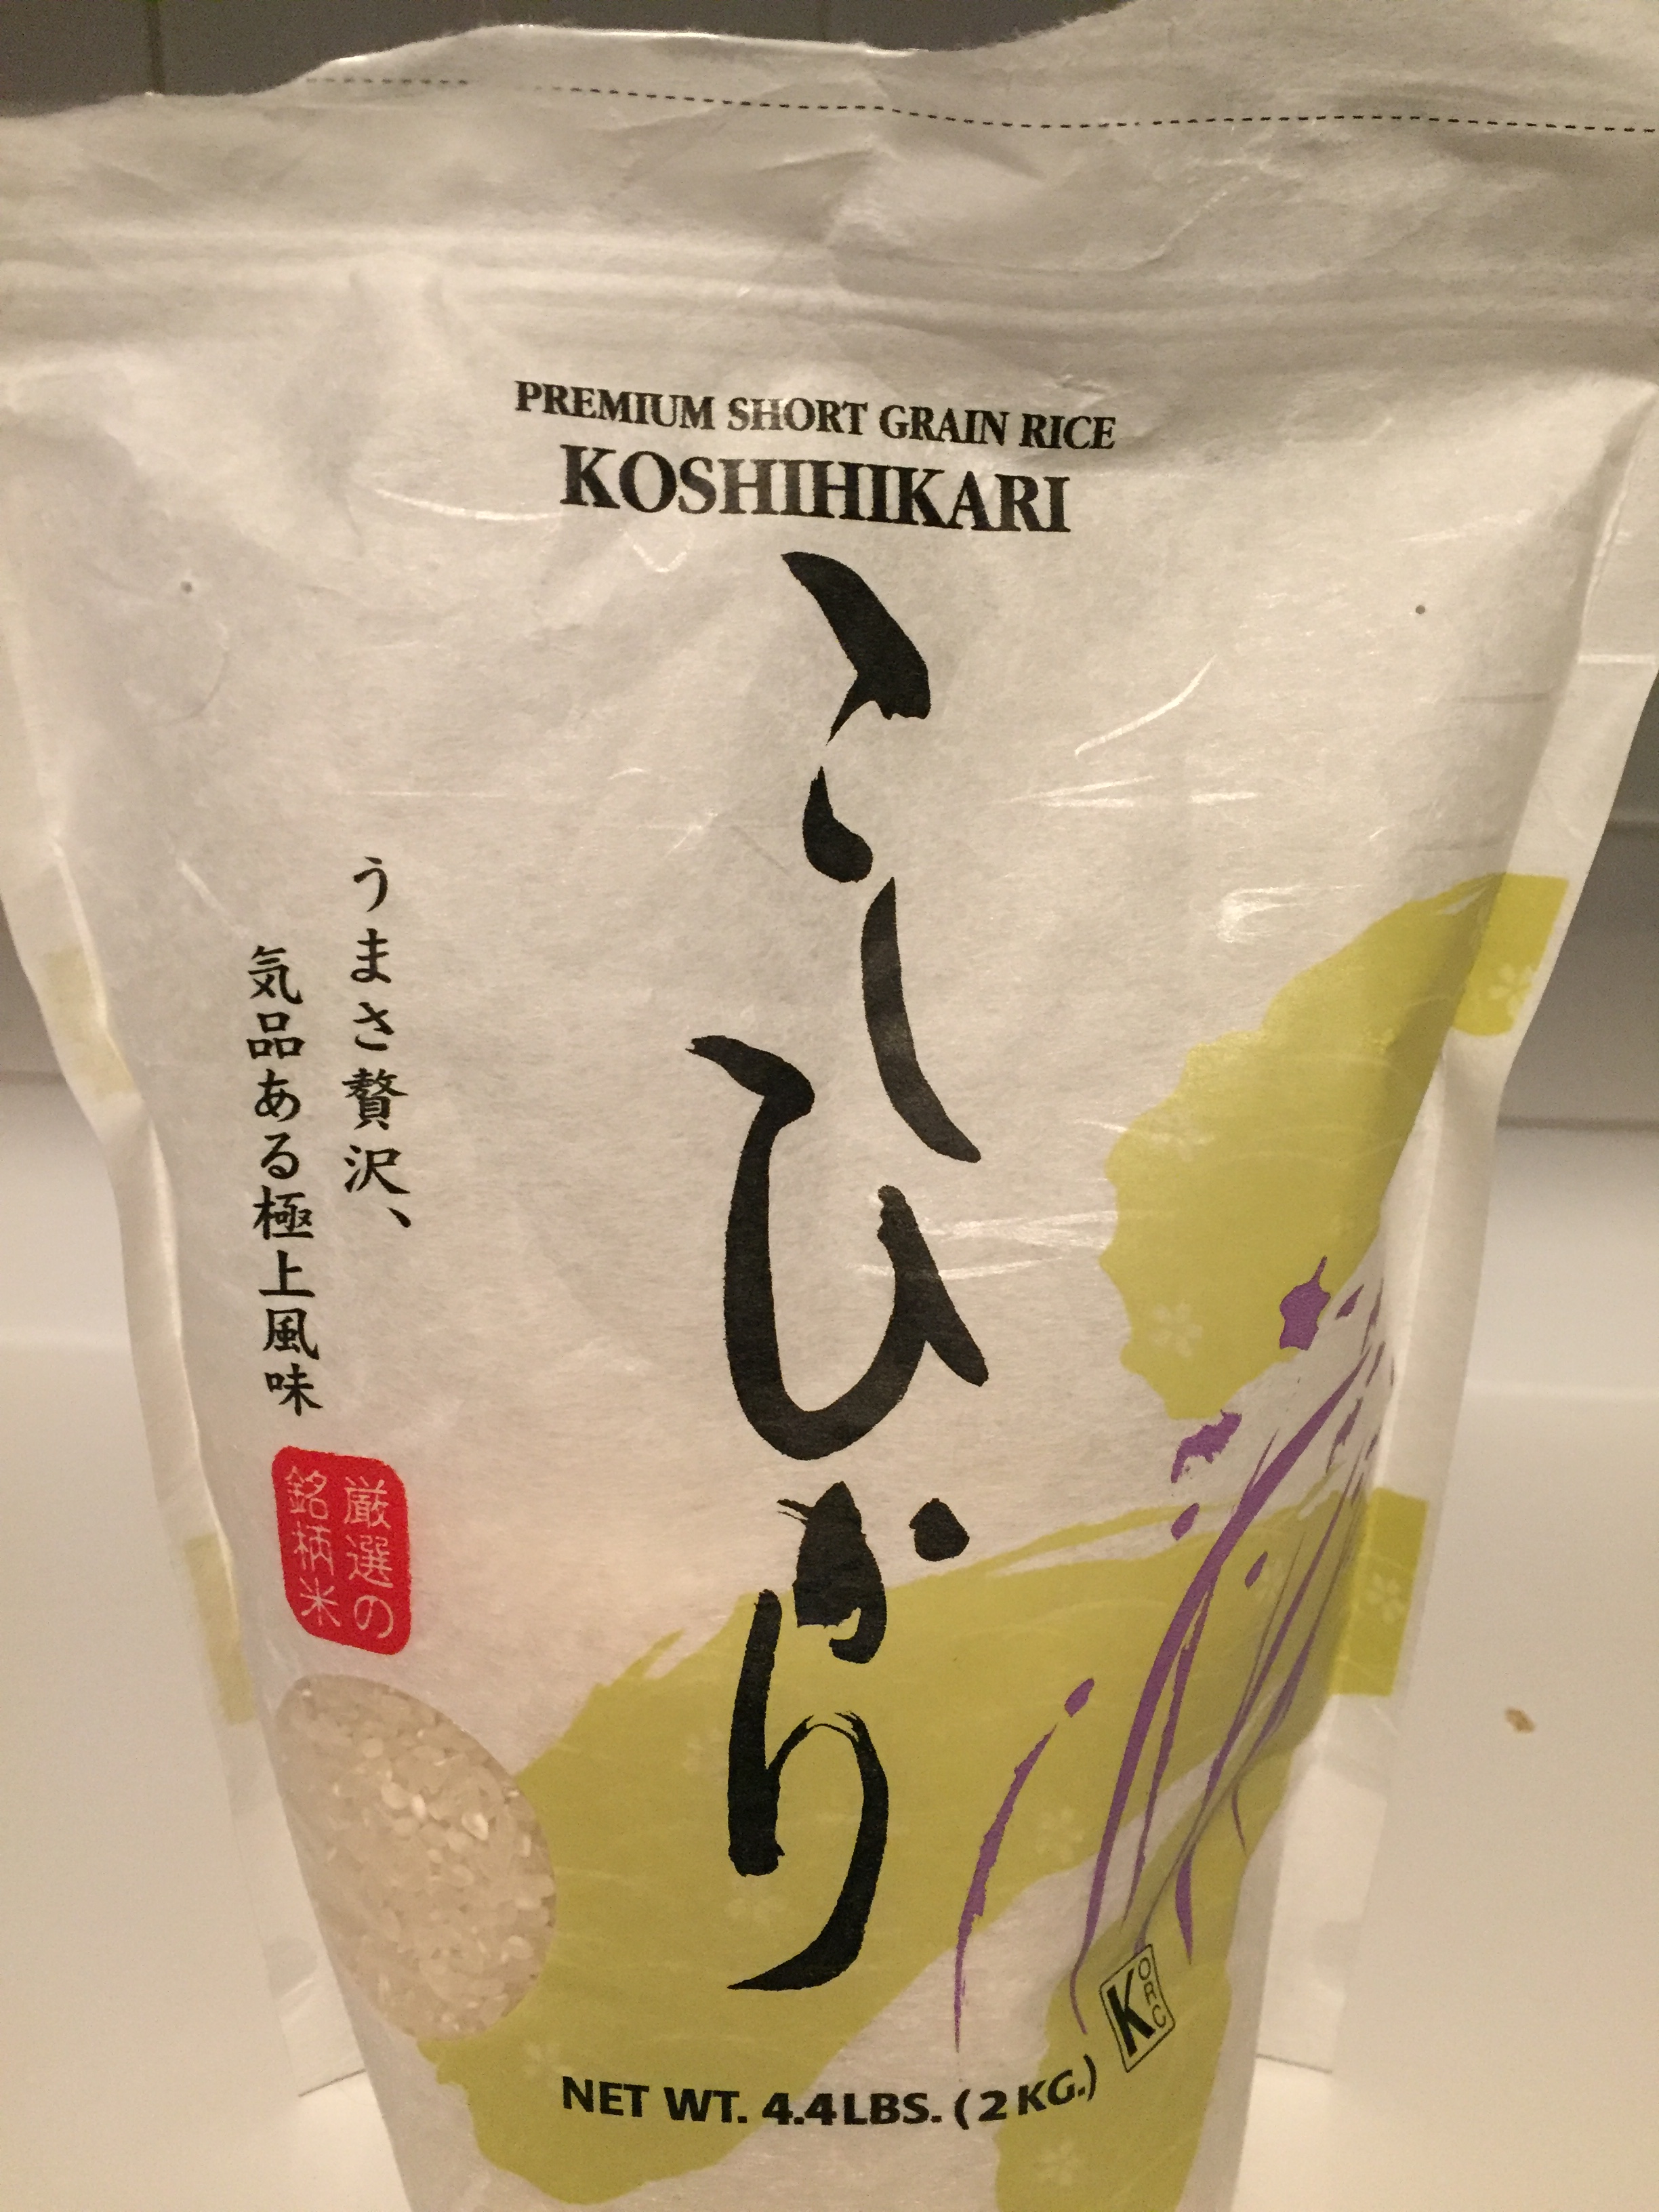 PREMIUM SHORT GRAIN RICE
KOSHIHIKARI
こしひかり
うまさ贅沢、
気品ある極上風味
厳選の
銘柄米
K ORC
NET WT. 4.4LBS. (2KG.)